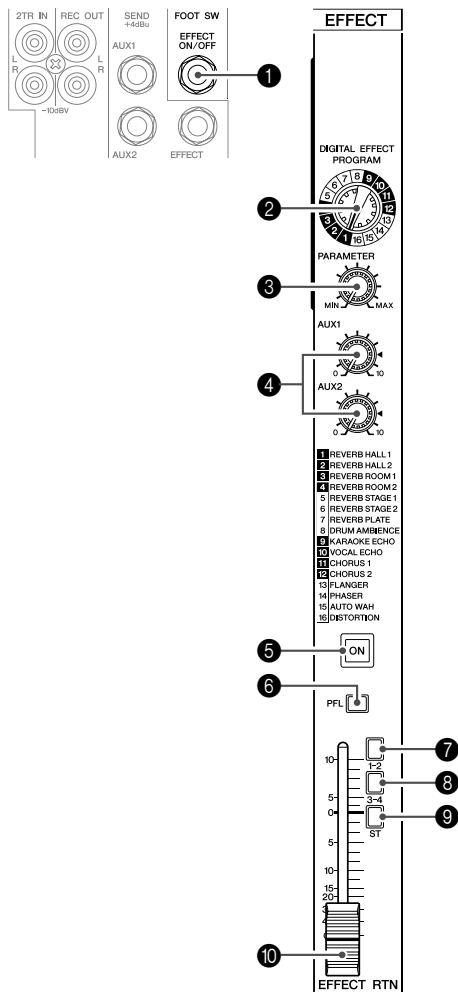 2TR IN REC OUT SEND +4dBu FOOT SW
AUX1 EFFECT ON/OFF
L R L R
–10dBV
AUX2 EFFECT
1
EFFECT
DIGITAL EFFECT
PROGRAM
5 6 7 8 9 10 11 12 13 14 15 16 1 2 3
2
PARAMETER
3
MIN MAX
AUX1
0 10
4
AUX2
0 10
1 REVERB HALL 1
2 REVERB HALL 2
3 REVERB ROOM 1
4 REVERB ROOM 2
5 REVERB STAGE 1
6 REVERB STAGE 2
7 REVERB PLATE
8 DRUM AMBIENCE
9 KARAOKE ECHO
10 VOCAL ECHO
11 CHORUS 1
12 CHORUS 2
13 FLANGER
14 PHASER
15 AUTO WAH
16 DISTORTION
5 ON
6 PFL
7
1-2
8
3-4
9
ST
10
5
0
5
10
15
20
10
EFFECT RTN